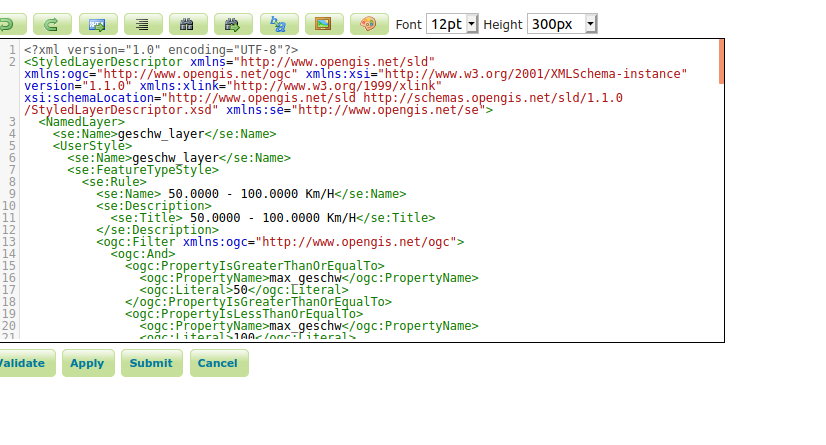 Font 12pt Height 300px
1 <?xml version="1.0" encoding="UTF-8"?>
2 <StyledLayerDescriptor xmlns="http://www.opengis.net/sld"
xmlns:ogc="http://www.opengis.net/ogc" xmlns:xsi="http://www.w3.org/2001/XMLSchema-instance"
version="1.1.0" xmlns:xlink="http://www.w3.org/1999/xlink"
xsi:schemaLocation="http://www.opengis.net/sld http://schemas.opengis.net/sld/1.1.0
/StyledLayerDescriptor.xsd" xmlns:se="http://www.opengis.net/se">
3 <NamedLayer>
4 <se:Name>geschw_layer</se:Name>
5 <UserStyle>
6 <se:Name>geschw_layer</se:Name>
7 <se:FeatureTypeStyle>
8 <se:Rule>
9 <se:Name> 50.0000 - 100.0000 Km/H</se:Name>
10 <se:Description>
11 <se:Title> 50.0000 - 100.0000 Km/H</se:Title>
12 </se:Description>
13 <ogc:Filter xmlns:ogc="http://www.opengis.net/ogc">
14 <ogc:And>
15 <ogc:PropertyIsGreaterThanOrEqualTo>
16 <ogc:PropertyName>max_geschw</ogc:PropertyName>
17 <ogc:Literal>50</ogc:Literal>
18 </ogc:PropertyIsGreaterThanOrEqualTo>
19 <ogc:PropertyIsLessThanOrEqualTo>
20 <ogc:PropertyName>max_geschw</ogc:PropertyName>
21 <ogc:Literal>100</ogc:Literal>
Validate Apply Submit Cancel